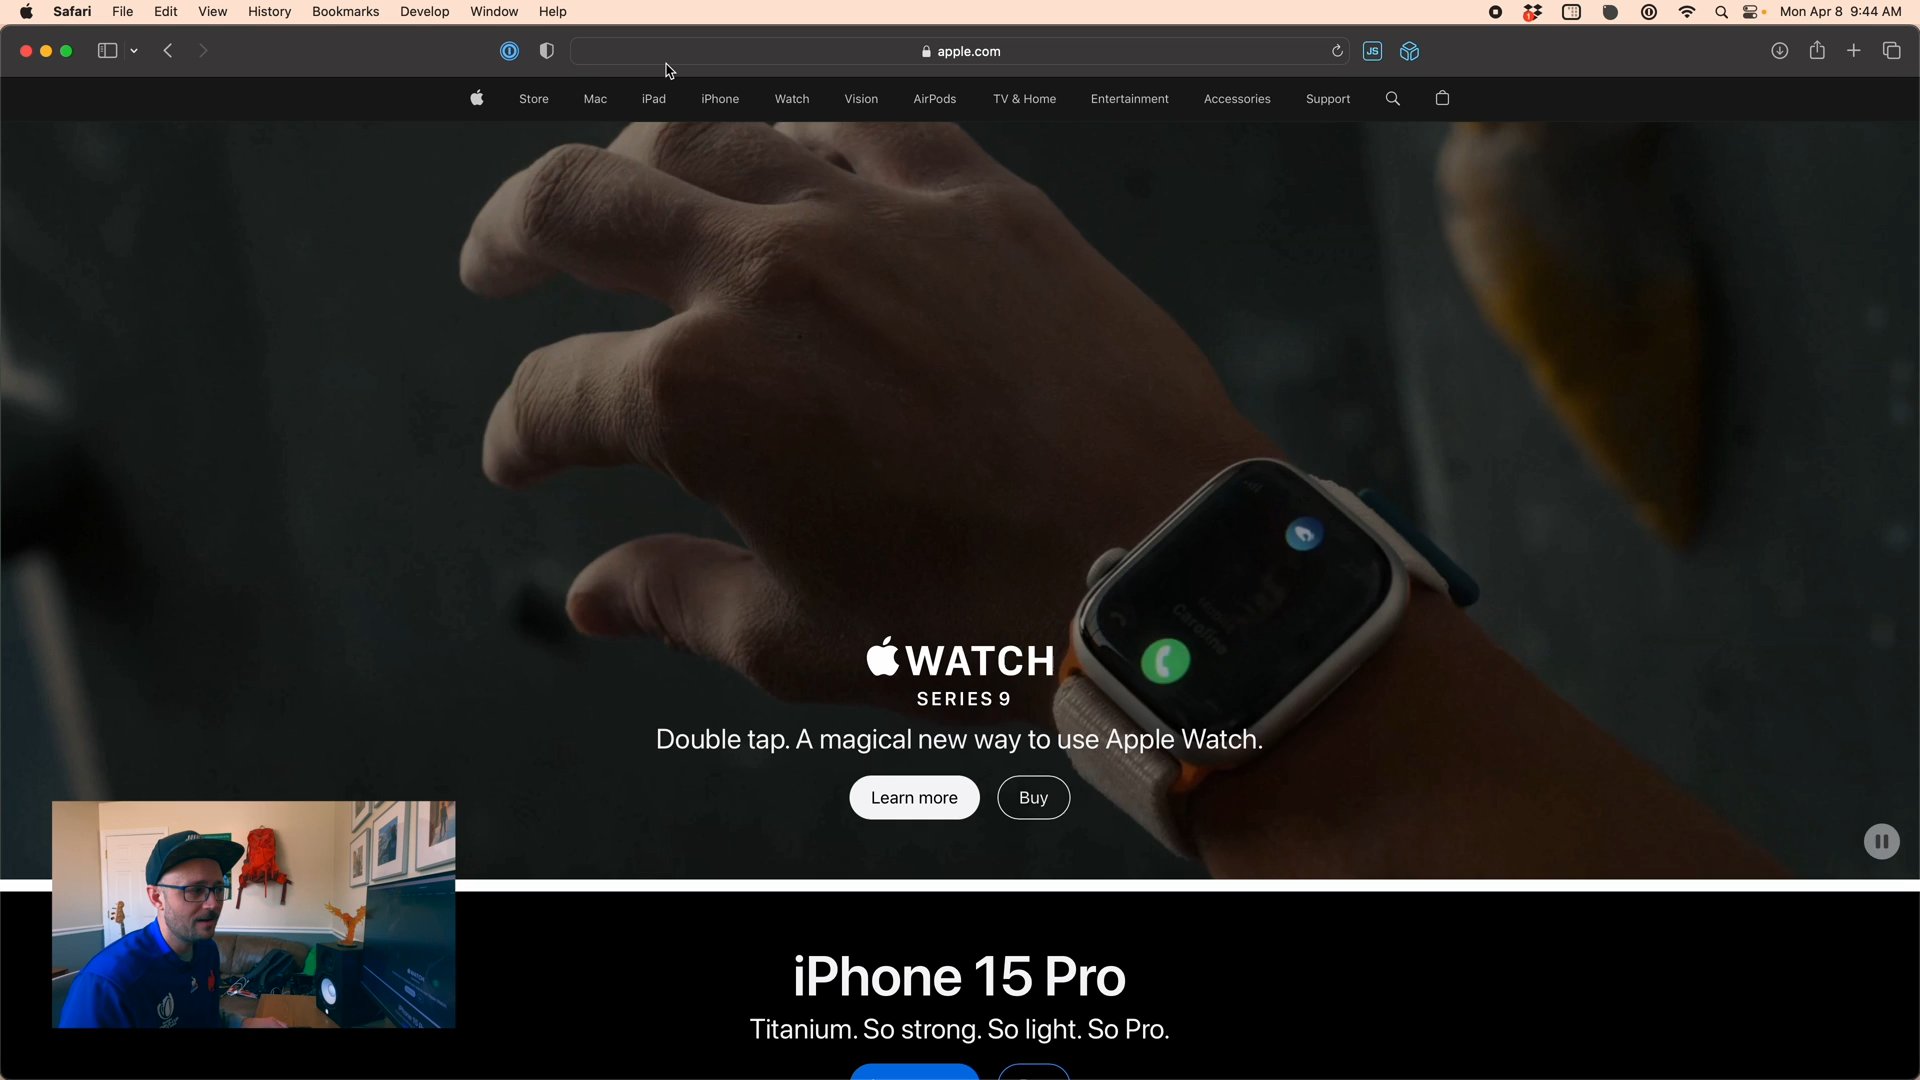 Safari File Edit View History Bookmarks Develop Window Help Mon Apr 8 9:44 AM
apple.com JS
Store Mac iPad iPhone Watch Vision AirPods TV & Home Entertainment Accessories Support
Caroline
WATCH
SERIES 9
Double tap. A magical new way to use Apple Watch.
Learn more Buy
iPhone 15 Pro
Titanium. So strong. So light. So Pro.